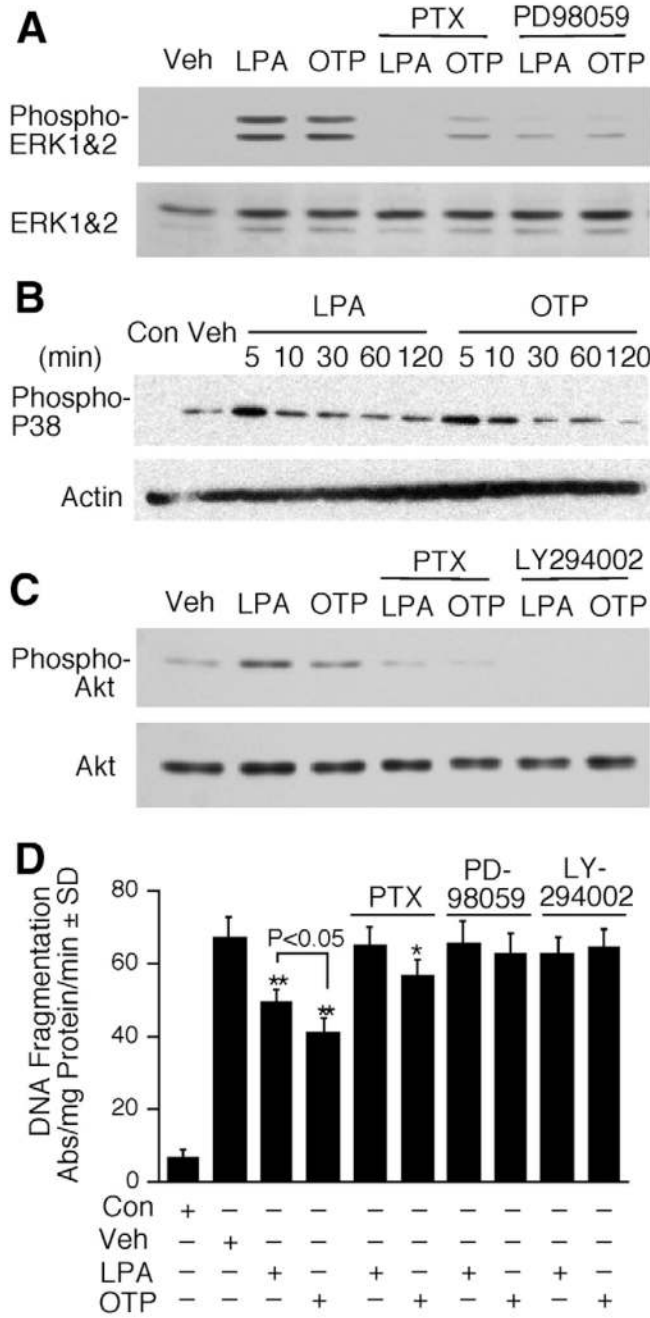 A
PTX PD98059
Veh LPA OTP LPA OTP LPA OTP
Phospho-
ERK1&2
ERK1&2
B
LPA OTP
Con Veh
(min) 5 10 30 60 120 5 10 30 60 120
Phospho-
P38
Actin
C
PTX LY294002
Veh LPA OTP LPA OTP LPA OTP
Phospho-
Akt
Akt
D
DNA Fragmentation
Abs/mg Protein/min ± SD
80
60
40
20
0
PTX
PD-
98059
LY-
294002
P<0.05
** ** *
Con + – – – – – – – – –
Veh – + – – – – – – – –
LPA – – + – + – + – + –
OTP – – – + – + – + – +